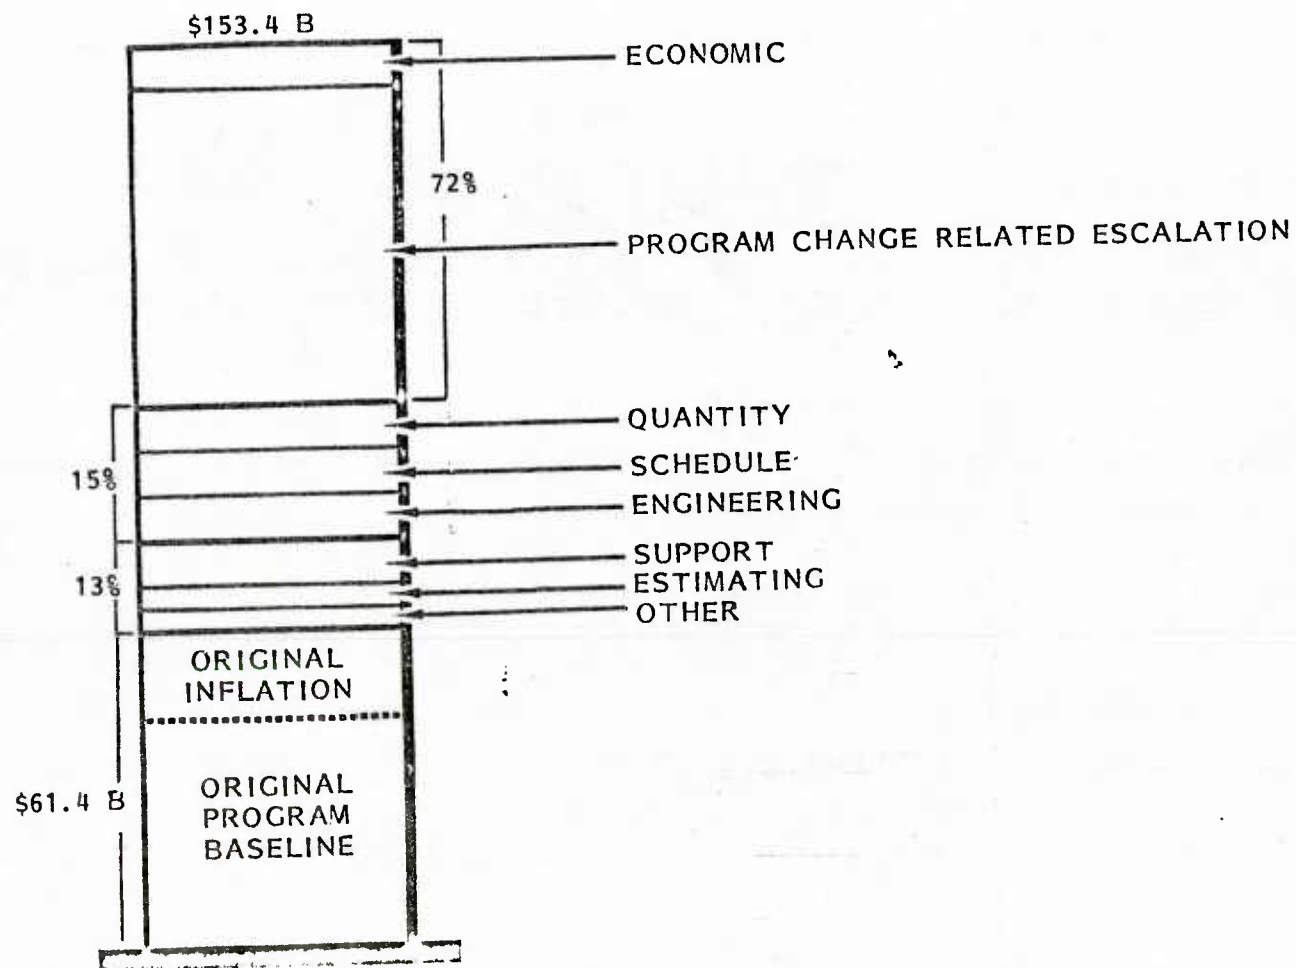 $153.4 B
ECONOMIC
72%
PROGRAM CHANGE RELATED ESCALATION
QUANTITY
15%
SCHEDULE
ENGINEERING
SUPPORT
13%
ESTIMATING
OTHER
ORIGINAL
INFLATION
$61.4 B
ORIGINAL
PROGRAM
BASELINE